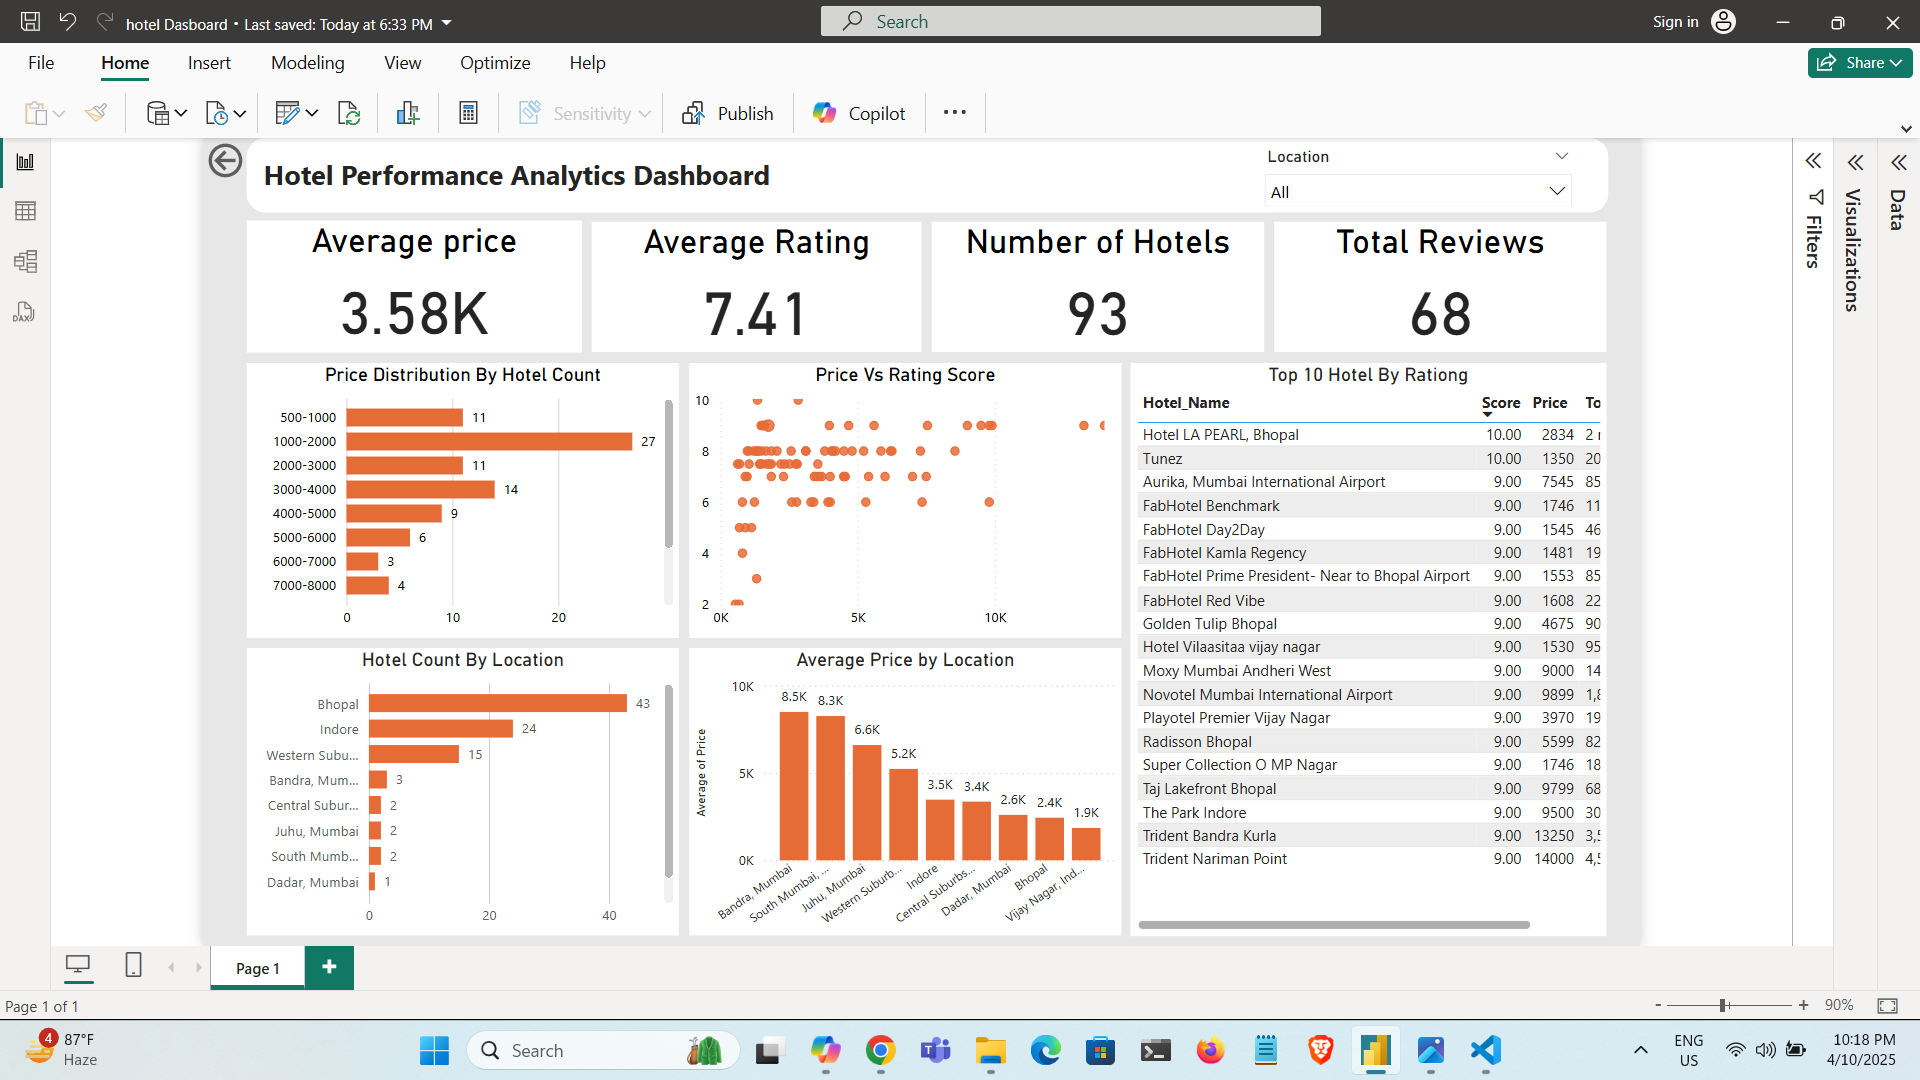 hotel Dasboard • Last saved: Today at 6:33 PM
Search
Sign in
File
Home
Insert
Modeling
View
Optimize
Help
Share
Sensitivity
Publish
Copilot
Hotel Performance Analytics Dashboard
Location
All
Average price
3.58K
Average Rating
7.41
Number of Hotels
93
Total Reviews
68
Price Distribution By Hotel Count
500-1000 11
1000-2000 27
2000-3000 11
3000-4000 14
4000-5000 9
5000-6000 6
6000-7000 3
7000-8000 4
0 10 20
Price Vs Rating Score
10
8
6
4
2
0K 5K 10K
Top 10 Hotel By Rationg
Hotel_Name Score Price To
Hotel LA PEARL, Bhopal 10.00 2834 2
Tunez 10.00 1350 20
Aurika, Mumbai International Airport 9.00 7545 85
FabHotel Benchmark 9.00 1746 11
FabHotel Day2Day 9.00 1545 46
FabHotel Kamla Regency 9.00 1481 19
FabHotel Prime President- Near to Bhopal Airport 9.00 1553 85
FabHotel Red Vibe 9.00 1608 22
Golden Tulip Bhopal 9.00 4675 90
Hotel Vilaasitaa vijay nagar 9.00 1530 95
Moxy Mumbai Andheri West 9.00 9000 14
Novotel Mumbai International Airport 9.00 9899 1,8
Playotel Premier Vijay Nagar 9.00 3970 19
Radisson Bhopal 9.00 5599 82
Super Collection O MP Nagar 9.00 1746 18
Taj Lakefront Bhopal 9.00 9799 68
The Park Indore 9.00 9500 30
Trident Bandra Kurla 9.00 13250 3,5
Trident Nariman Point 9.00 14000 4,5
Hotel Count By Location
Bhopal 43
Indore 24
Western Subu... 15
Bandra, Mum... 3
Central Subur... 2
Juhu, Mumbai 2
South Mumb... 2
Dadar, Mumbai 1
0 20 40
Average Price by Location
Average of Price
10K
5K
0K
8.5K 8.3K 6.6K 5.2K 3.5K 3.4K 2.6K 2.4K 1.9K
Bandra, Mumbai
South Mumbai, ...
Juhu, Mumbai
Western Suburb...
Indore
Central Suburbs...
Dadar, Mumbai
Bhopal
Vijay Nagar, Ind...
Filters
Visualizations
Data
DAX
Page 1
+
Page 1 of 1
- + 90%
4
87°F
Haze
Search
ENG
US
10:18 PM
4/10/2025